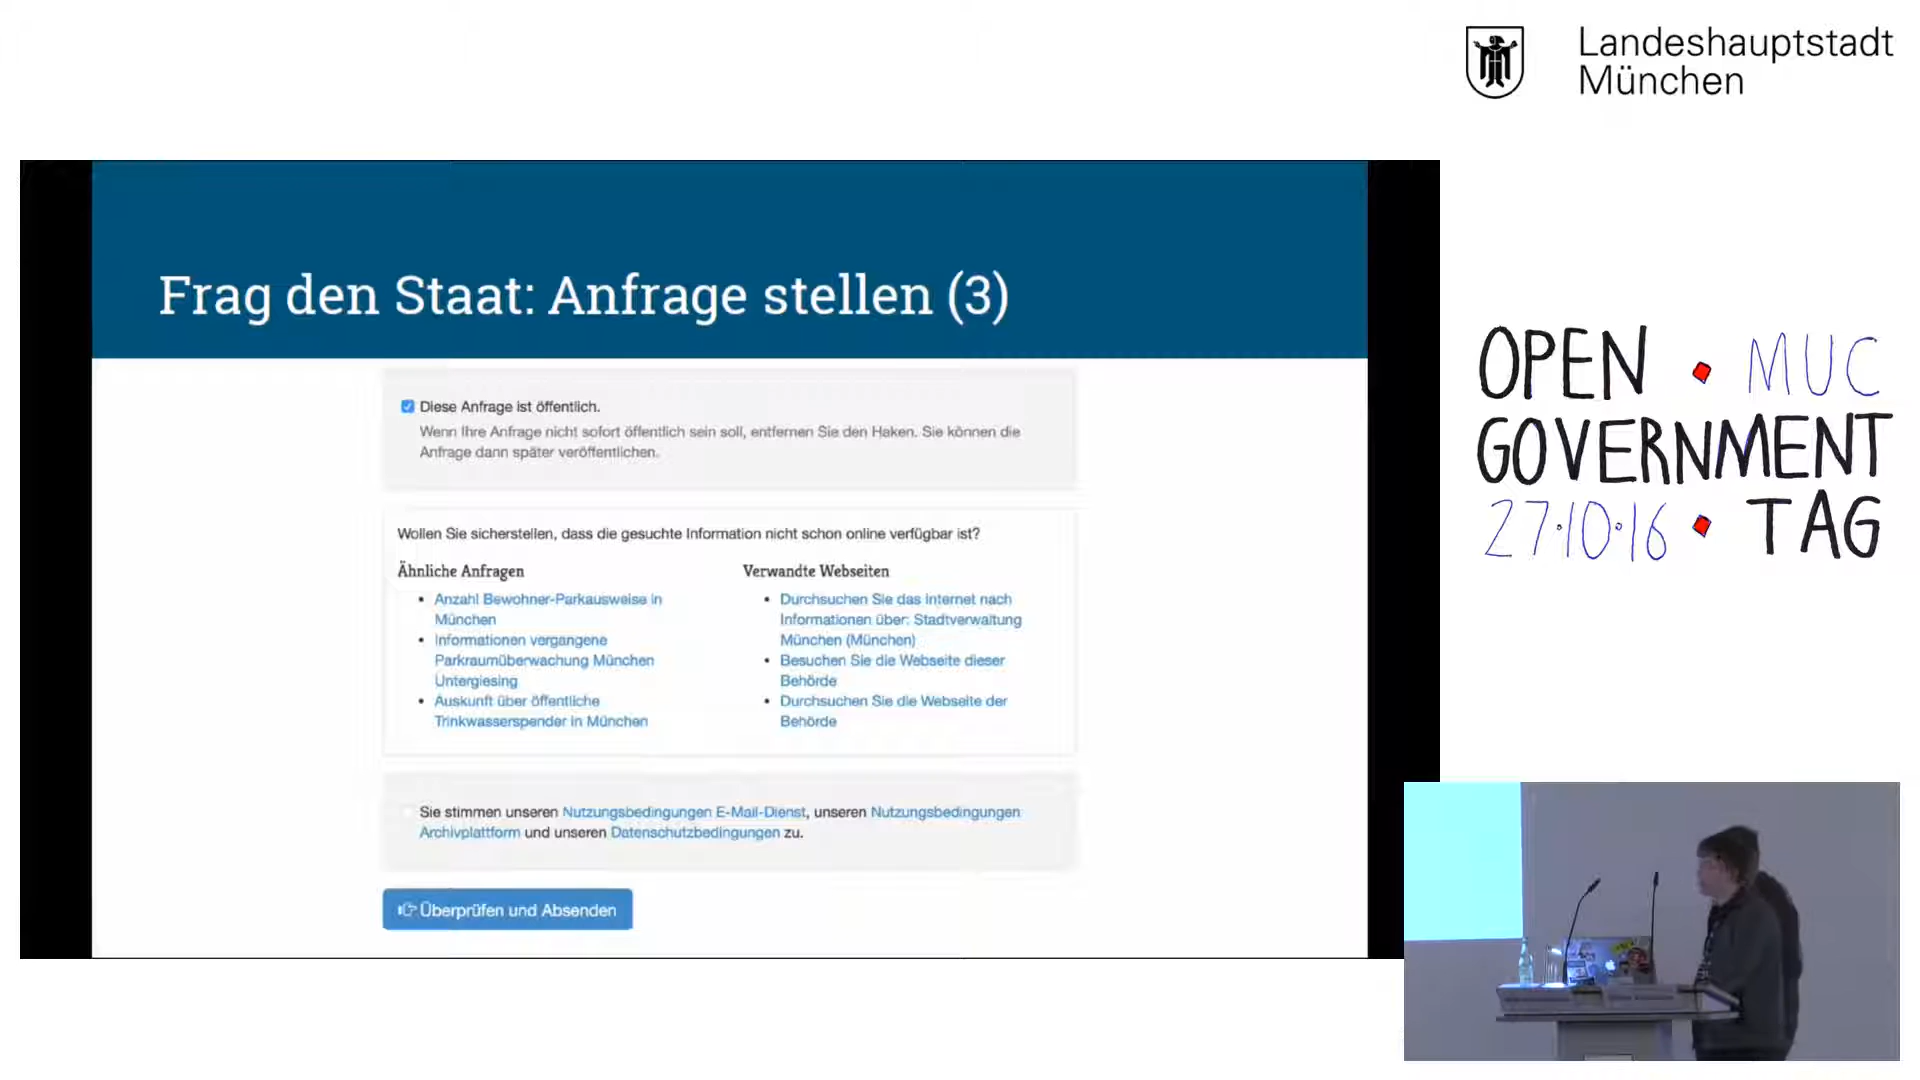 Landeshauptstadt
München
Frag den Staat: Anfrage stellen (3)
Diese Anfrage ist öffentlich.
Wenn Ihre Anfrage nicht sofort öffentlich sein soll, entfernen Sie den Haken. Sie können die
Anfrage dann später veröffentlichen.
Wollen Sie sicherstellen, dass die gesuchte Information nicht schon online verfügbar ist?
Ähnliche Anfragen
• Anzahl Bewohner-Parkausweise in
München
• Informationen vergangene
Parkraumüberwachung München
Untergiesing
• Auskunft über öffentliche
Trinkwasserspender in München
Verwandte Webseiten
• Durchsuchen Sie das Internet nach
Informationen über: Stadtverwaltung
München (München)
• Besuchen Sie die Webseite dieser
Behörde
• Durchsuchen Sie die Webseite der
Behörde
Sie stimmen unseren Nutzungsbedingungen E-Mail-Dienst, unseren Nutzungsbedingungen
Archivplattform und unseren Datenschutzbedingungen zu.
Überprüfen und Absenden
OPEN • MUC
GOVERNMENT
27·10·16 • TAG